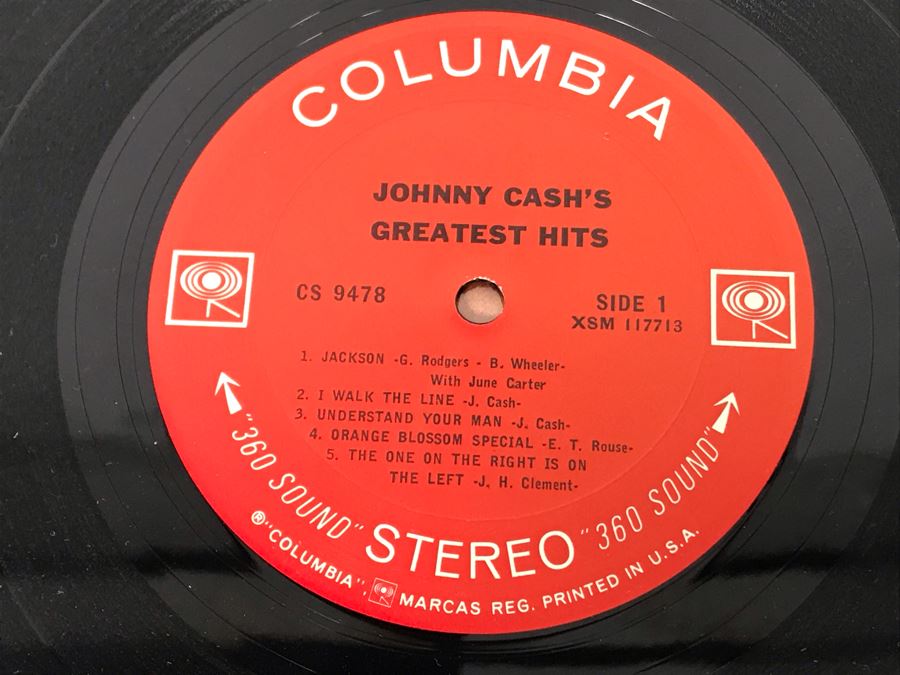 COLUMBIA
JOHNNY CASH'S
GREATEST HITS
CS 9478
SIDE 1
XSM 117713
1. JACKSON -G. Rodgers - B. Wheeler-
With June Carter
2. I WALK THE LINE -J. Cash-
3. UNDERSTAND YOUR MAN -J. Cash-
4. ORANGE BLOSSOM SPECIAL -E. T. Rouse-
5. THE ONE ON THE RIGHT IS ON
THE LEFT -J. H. Clement-
"360 SOUND" STEREO "360 SOUND"
®"COLUMBIA", MARCAS REG. PRINTED IN U.S.A.